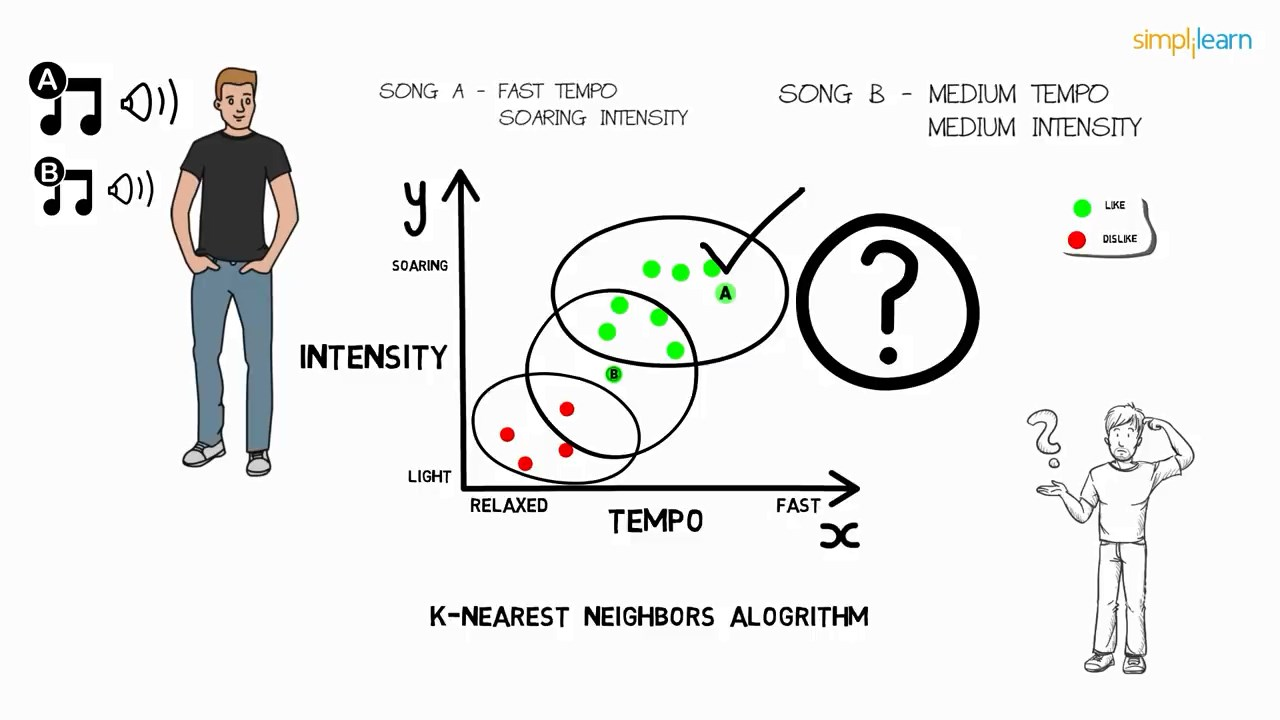 simplilearn
A
SONG A - FAST TEMPO
SOARING INTENSITY
SONG B - MEDIUM TEMPO
MEDIUM INTENSITY
B
y
LIKE
DISLIKE
SOARING
?
A
INTENSITY
B
?
LIGHT
RELAXED
FAST
TEMPO
x
K-NEAREST NEIGHBORS ALOGRITHM